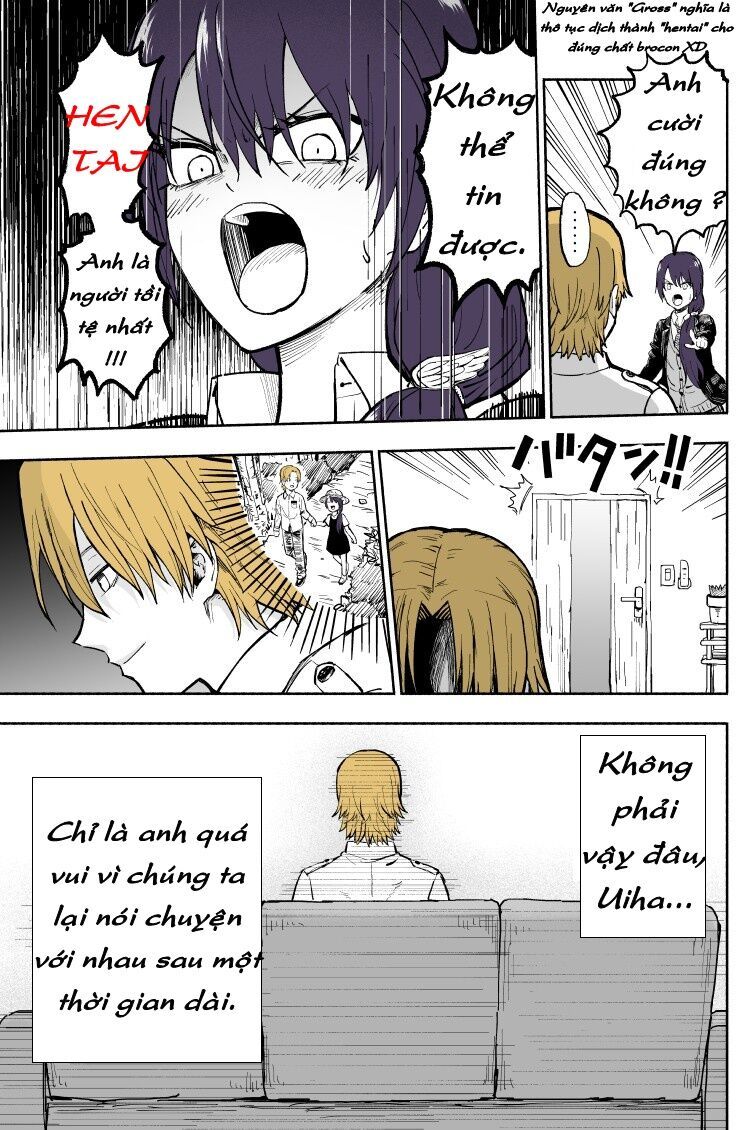 Nguyên văn "Gross" nghĩa là
thô tục dịch thành "hentai" cho
đúng chất brocon XD
Anh
cười
đúng
không ?
......
Không
thể
tin
được.
HEN
TAI
Anh là
người tồi
tệ nhất
!!!
バタン!!
Không
phải
vậy đâu,
Uiha...
Chỉ là anh quá
vui vì chúng ta
lại nói chuyện
với nhau sau một
thời gian dài.